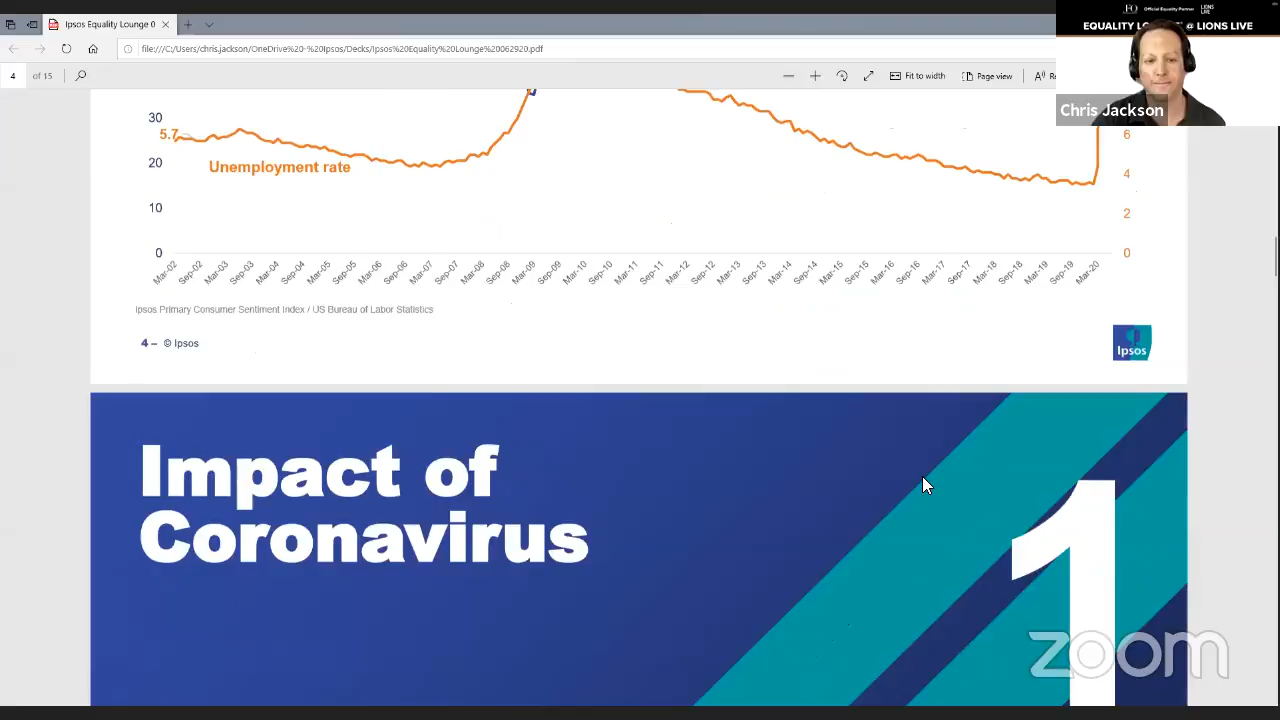 Ipsos Equality Lounge 0
Official Equality Partner
LIONS LIVE
EQUALITY LO @ LIONS LIVE
file:///C:/Users/chris.jackson/OneDrive%20-%20Ipsos/Decks/Ipsos%20Equality%20Lounge%20062920.pdf
4 of 15
Fit to width
Page view
Chris Jackson
30
5.7
20
10
0
Unemployment rate
6
4
2
0
Mar-02
Sep-02
Mar-03
Sep-03
Mar-04
Sep-04
Mar-05
Sep-05
Mar-06
Sep-06
Mar-07
Sep-07
Mar-08
Sep-08
Mar-09
Sep-09
Mar-10
Sep-10
Mar-11
Sep-11
Mar-12
Sep-12
Mar-13
Sep-13
Mar-14
Sep-14
Mar-15
Sep-15
Mar-16
Sep-16
Mar-17
Sep-17
Mar-18
Sep-18
Mar-19
Sep-19
Mar-20
Ipsos Primary Consumer Sentiment Index / US Bureau of Labor Statistics
4 – © Ipsos
Ipsos
Impact of
Coronavirus
1
zoom